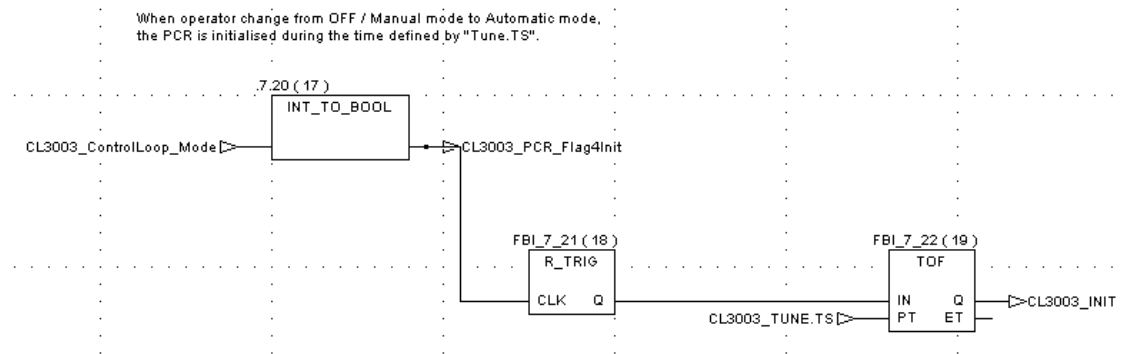 When operator change from OFF / Manual mode to Automatic mode,
the PCR is initialised during the time defined by "Tune.TS".
.7.20 ( 17 )
INT_TO_BOOL
CL3003_ControlLoop_Mode
CL3003_PCR_Flag4Init
FBI_7_21 ( 18 )
R_TRIG
CLK Q
FBI_7_22 ( 19 )
TOF
IN Q
CL3003_INIT
CL3003_TUNE.TS
PT ET